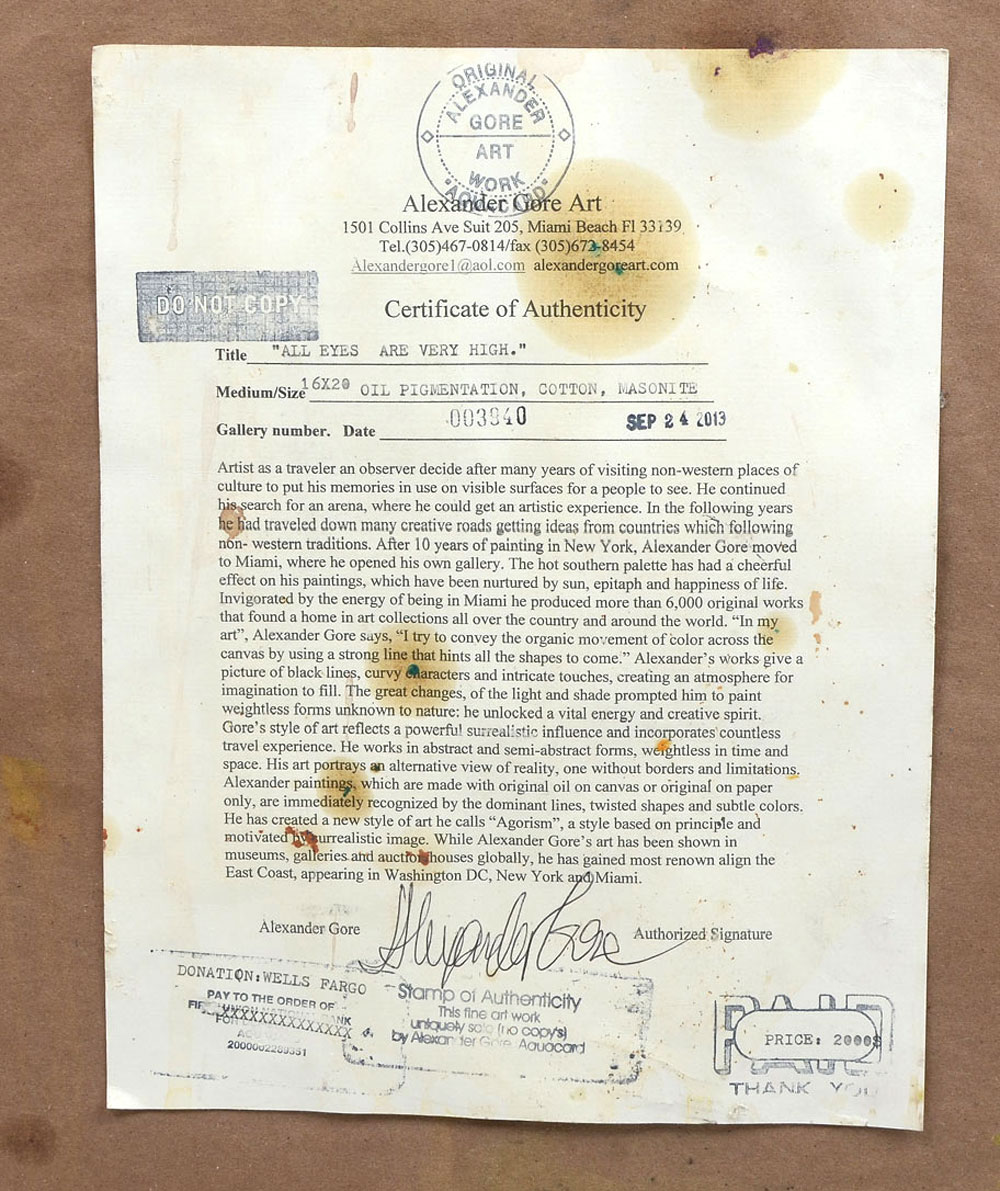 ORIGINAL
ALEXANDER
GORE
ART
WORK
AQUACARD
Alexander Gore Art
1501 Collins Ave Suit 205, Miami Beach Fl 33139
Tel.(305)467-0814/fax (305)672-8454
Alexandergore1@aol.com alexandergoreart.com
DO NOT COPY
Certificate of Authenticity
Title "ALL EYES ARE VERY HIGH."
Medium/Size 16X20 OIL PIGMENTATION, COTTON, MASONITE
Gallery number. Date 003940 SEP 24 2013
Artist as a traveler an observer decide after many years of visiting non-western places of
culture to put his memories in use on visible surfaces for a people to see. He continued
his search for an arena, where he could get an artistic experience. In the following years
he had traveled down many creative roads getting ideas from countries which following
non- western traditions. After 10 years of painting in New York, Alexander Gore moved
to Miami, where he opened his own gallery. The hot southern palette has had a cheerful
effect on his paintings, which have been nurtured by sun, epitaph and happiness of life.
Invigorated by the energy of being in Miami he produced more than 6,000 original works
that found a home in art collections all over the country and around the world. “In my
art”, Alexander Gore says, “I try to convey the organic movement of color across the
canvas by using a strong line that hints all the shapes to come.” Alexander’s works give a
picture of black lines, curvy characters and intricate touches, creating an atmosphere for
imagination to fill. The great changes, of the light and shade prompted him to paint
weightless forms unknown to nature: he unlocked a vital energy and creative spirit.
Gore’s style of art reflects a powerful surrealistic influence and incorporates countless
travel experience. He works in abstract and semi-abstract forms, weightless in time and
space. His art portrays an alternative view of reality, one without borders and limitations.
Alexander paintings, which are made with original oil on canvas or original on paper
only, are immediately recognized by the dominant lines, twisted shapes and subtle colors.
He has created a new style of art he calls “Agorism”, a style based on principle and
motivated by surrealistic image. While Alexander Gore’s art has been shown in
museums, galleries and auction houses globally, he has gained most renown align the
East Coast, appearing in Washington DC, New York and Miami.
Alexander Gore Alexander Gore Authorized Signature
DONATION:WELLS FARGO
PAY TO THE ORDER OF
UNION NATIONAL BANK
XXXXXXXXXXXXXXX
2000002289351
Stamp of Authenticity
This fine art work
uniquely sold (no copy's)
by Alexander Gore Aquacard
PAID
PRICE: 2000$
THANK YOU